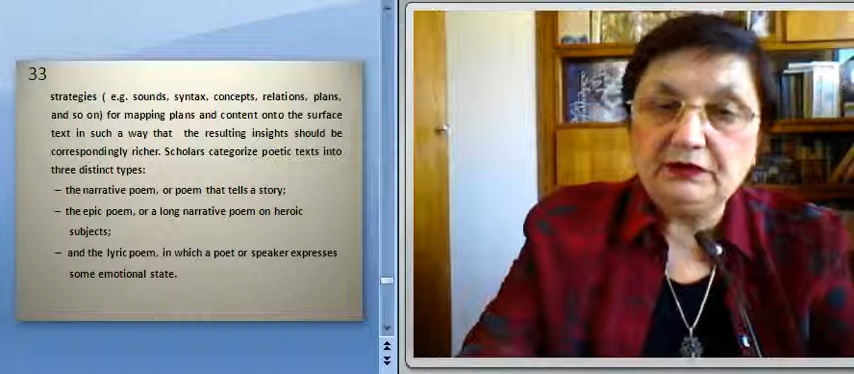 33
strategies ( e.g. sounds, syntax, concepts, relations, plans,
and so on) for mapping plans and content onto the surface
text in such a way that the resulting insights should be
correspondingly richer. Scholars categorize poetic texts into
three distinct types:
– the narrative poem, or poem that tells a story;
– the epic poem, or a long narrative poem on heroic
subjects;
– and the lyric poem, in which a poet or speaker expresses
some emotional state.